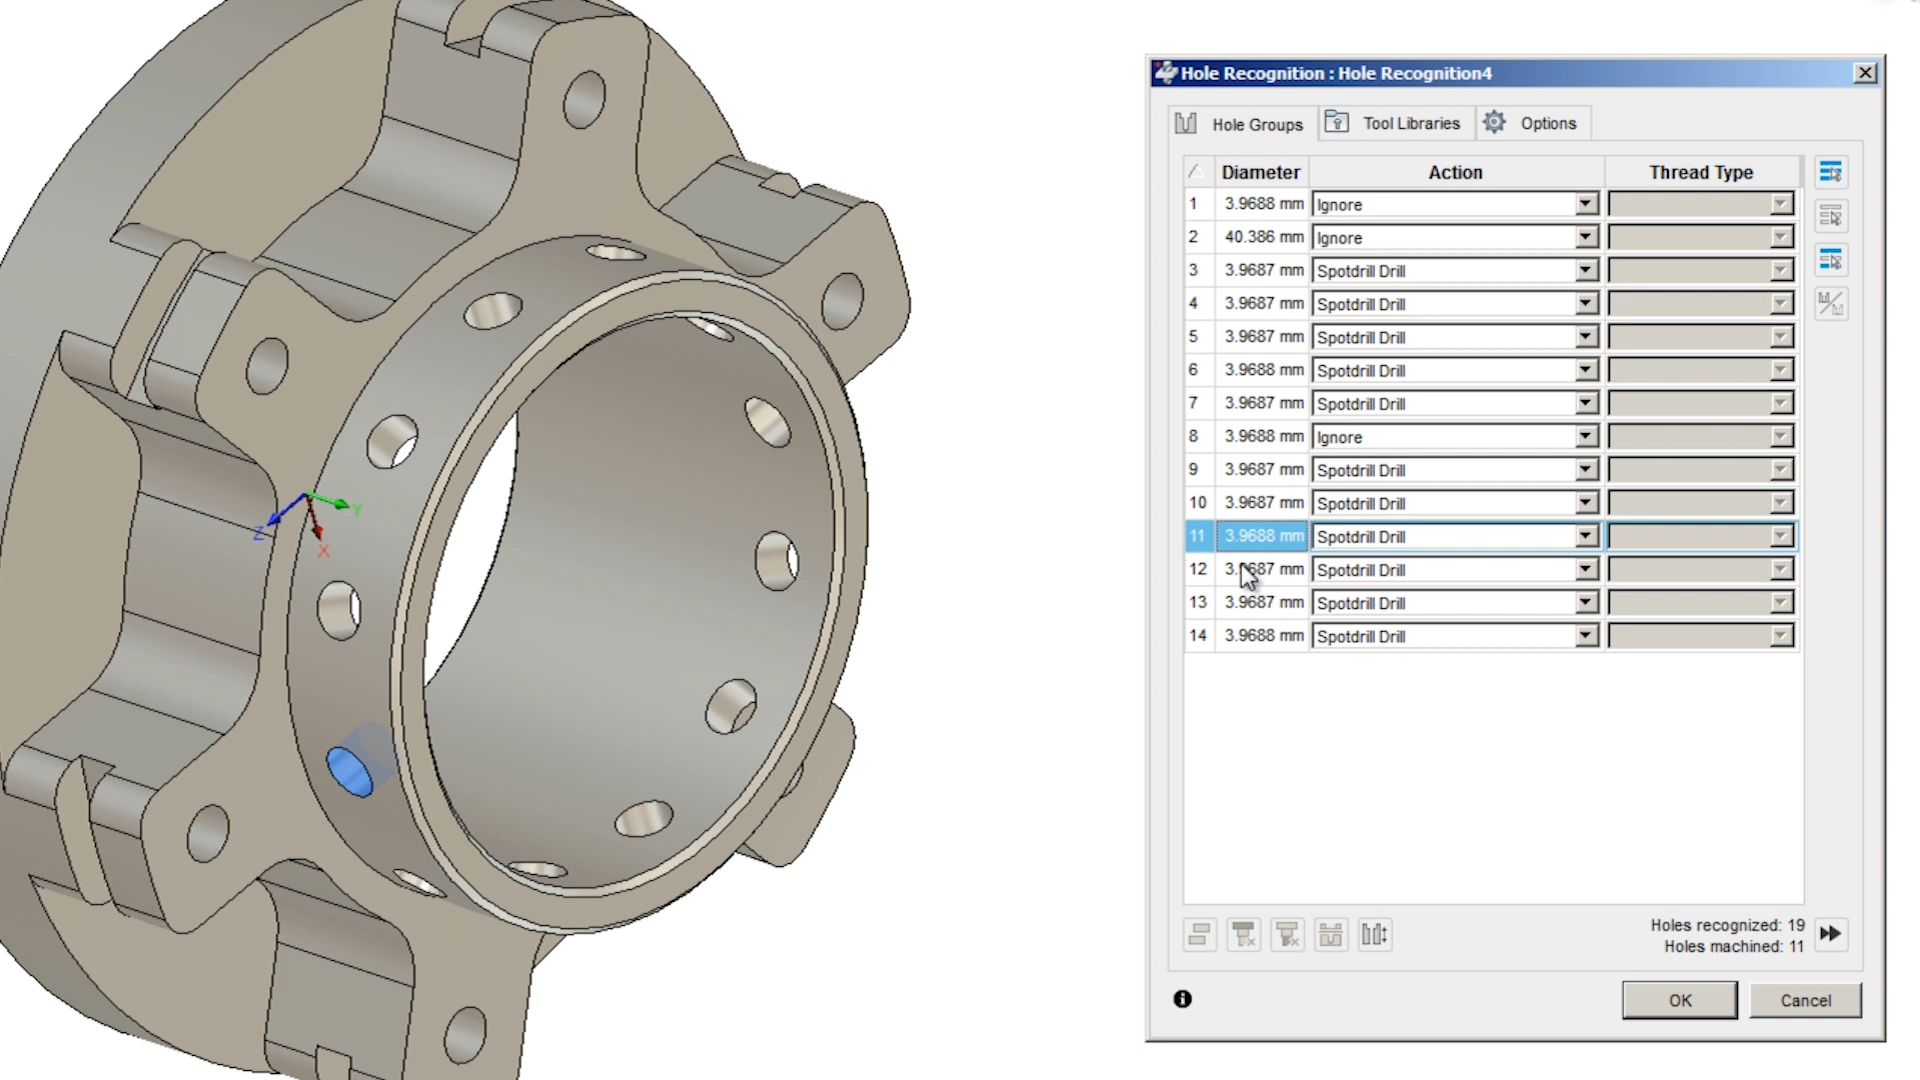 Hole Recognition : Hole Recognition4
Hole Groups Tool Libraries Options
Diameter Action Thread Type
1 3.9688 mm Ignore
2 40.386 mm Ignore
3 3.9687 mm Spotdrill Drill
4 3.9687 mm Spotdrill Drill
5 3.9687 mm Spotdrill Drill
6 3.9688 mm Spotdrill Drill
7 3.9687 mm Spotdrill Drill
8 3.9688 mm Ignore
9 3.9687 mm Spotdrill Drill
10 3.9687 mm Spotdrill Drill
11 3.9688 mm Spotdrill Drill
12 3.9687 mm Spotdrill Drill
13 3.9687 mm Spotdrill Drill
14 3.9688 mm Spotdrill Drill
Holes recognized: 19
Holes machined: 11
OK Cancel
Y
Z
X